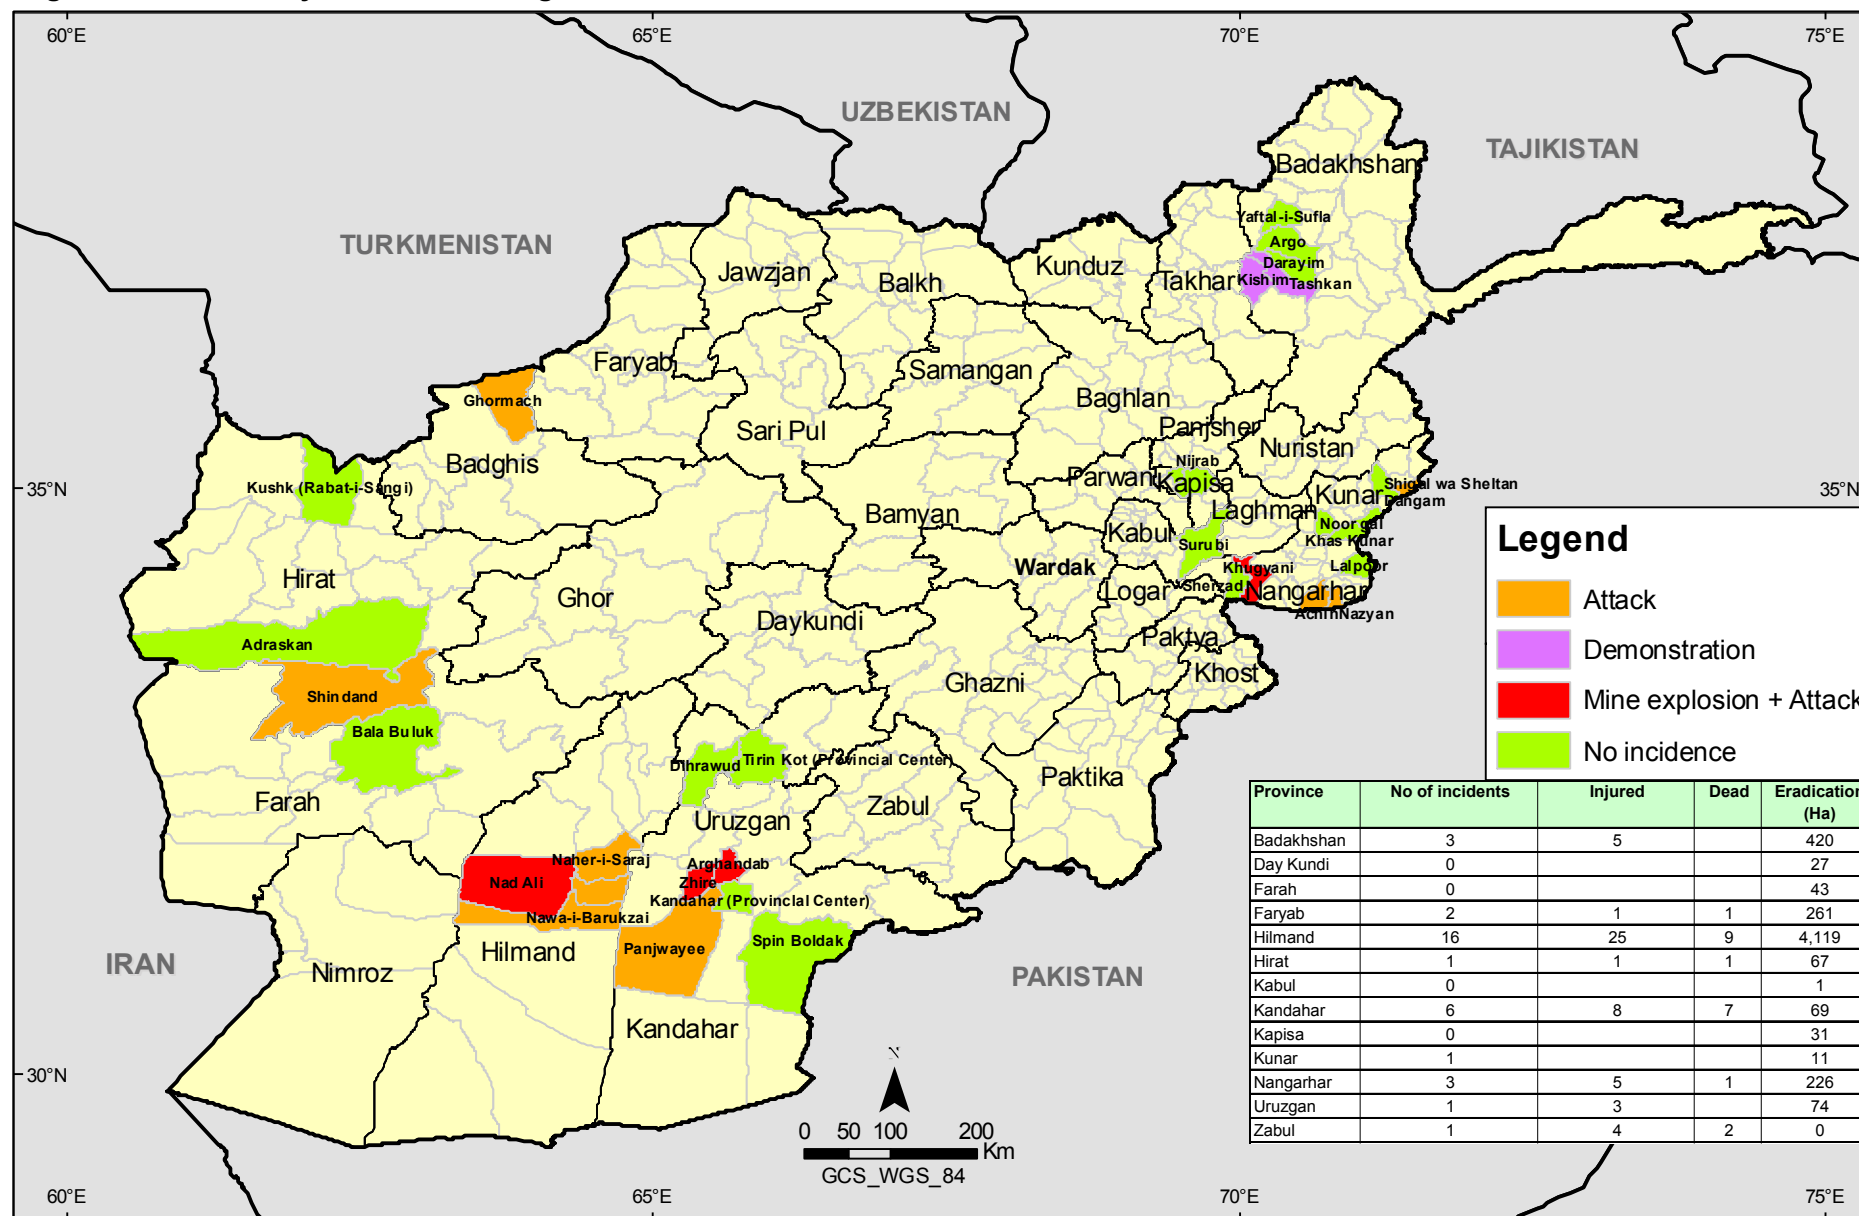 60°E 65°E 70°E 75°E
UZBEKISTAN
TAJIKISTAN
TURKMENISTAN
Badakhshan
Yaftal-i-Sufla
Argo
Darayim
Kishim
Tashkan
Jawzjan
Balkh
Kunduz
Takhar
Faryab
Samangan
Ghormach
Baghlan
Sari Pul
Panjsher
Nuristan
Badghis
Nijrab
Parwan
Kapisa
Kushk (Rabat-i-Sangi)
35°N
35°N
Shigal wa Sheltan
Dangam
Kunar
Laghman
Bamyan
Kabul
Noor gal
Khas Kunar
Surubi
Wardak
Khugyani
Lalpoor
Hirat
Ghor
Logar
Sherzad
Nangarhar
Achin
Nazyan
Daykundi
Adraskan
Paktya
Khost
Ghazni
Shindand
Bala Buluk
Dihrawud
Tirin Kot (Provincial Center)
Paktika
Farah
Zabul
Uruzgan
Naher-i-Saraj
Arghandab
Nad Ali
Zhire
Kandahar (Provincial Center)
Nawa-i-Barukzai
Hilmand
Panjwayee
Spin Boldak
IRAN
Nimroz
PAKISTAN
Kandahar
30°N
N
0 50 100 200
Km
GCS_WGS_84
Legend
Attack
Demonstration
Mine explosion + Attack
No incidence
Province No of incidents Injured Dead Eradication (Ha)
Badakhshan 3 5 420
Day Kundi 0 27
Farah 0 43
Faryab 2 1 1 261
Hilmand 16 25 9 4,119
Hirat 1 1 1 67
Kabul 0 1
Kandahar 6 8 7 69
Kapisa 0 31
Kunar 1 11
Nangarhar 3 5 1 226
Uruzgan 1 3 74
Zabul 1 4 2 0
60°E 65°E 70°E 75°E